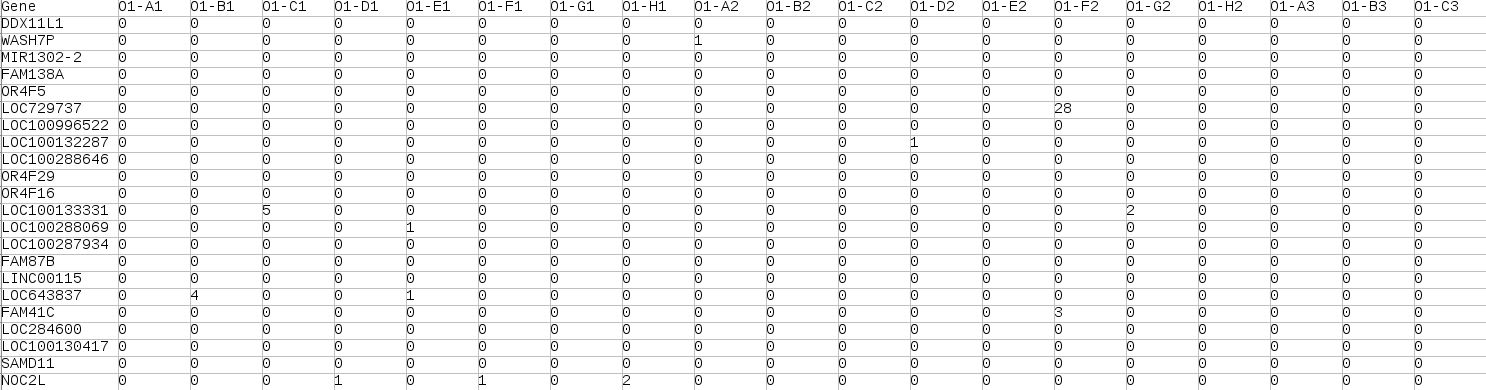 Gene 01-A1 01-B1 01-C1 01-D1 01-E1 01-F1 01-G1 01-H1 01-A2 01-B2 01-C2 01-D2 01-E2 01-F2 01-G2 01-H2 01-A3 01-B3 01-C3
DDX11L1 0 0 0 0 0 0 0 0 0 0 0 0 0 0 0 0 0 0 0
WASH7P 0 0 0 0 0 0 0 0 1 0 0 0 0 0 0 0 0 0 0
MIR1302-2 0 0 0 0 0 0 0 0 0 0 0 0 0 0 0 0 0 0 0
FAM138A 0 0 0 0 0 0 0 0 0 0 0 0 0 0 0 0 0 0 0
OR4F5 0 0 0 0 0 0 0 0 0 0 0 0 0 0 0 0 0 0 0
LOC729737 0 0 0 0 0 0 0 0 0 0 0 0 0 28 0 0 0 0 0
LOC100996522 0 0 0 0 0 0 0 0 0 0 0 0 0 0 0 0 0 0 0
LOC100132287 0 0 0 0 0 0 0 0 0 0 0 1 0 0 0 0 0 0 0
LOC100288646 0 0 0 0 0 0 0 0 0 0 0 0 0 0 0 0 0 0 0
OR4F29 0 0 0 0 0 0 0 0 0 0 0 0 0 0 0 0 0 0 0
OR4F16 0 0 0 0 0 0 0 0 0 0 0 0 0 0 0 0 0 0 0
LOC100133331 0 0 5 0 0 0 0 0 0 0 0 0 0 0 2 0 0 0 0
LOC100288069 0 0 0 0 1 0 0 0 0 0 0 0 0 0 0 0 0 0 0
LOC100287934 0 0 0 0 0 0 0 0 0 0 0 0 0 0 0 0 0 0 0
FAM87B 0 0 0 0 0 0 0 0 0 0 0 0 0 0 0 0 0 0 0
LINC00115 0 0 0 0 0 0 0 0 0 0 0 0 0 0 0 0 0 0 0
LOC643837 0 4 0 0 1 0 0 0 0 0 0 0 0 0 0 0 0 0 0
FAM41C 0 0 0 0 0 0 0 0 0 0 0 0 0 3 0 0 0 0 0
LOC284600 0 0 0 0 0 0 0 0 0 0 0 0 0 0 0 0 0 0 0
LOC100130417 0 0 0 0 0 0 0 0 0 0 0 0 0 0 0 0 0 0 0
SAMD11 0 0 0 0 0 0 0 0 0 0 0 0 0 0 0 0 0 0 0
NOC2L 0 0 0 1 0 1 0 2 0 0 0 0 0 0 0 0 0 0 0